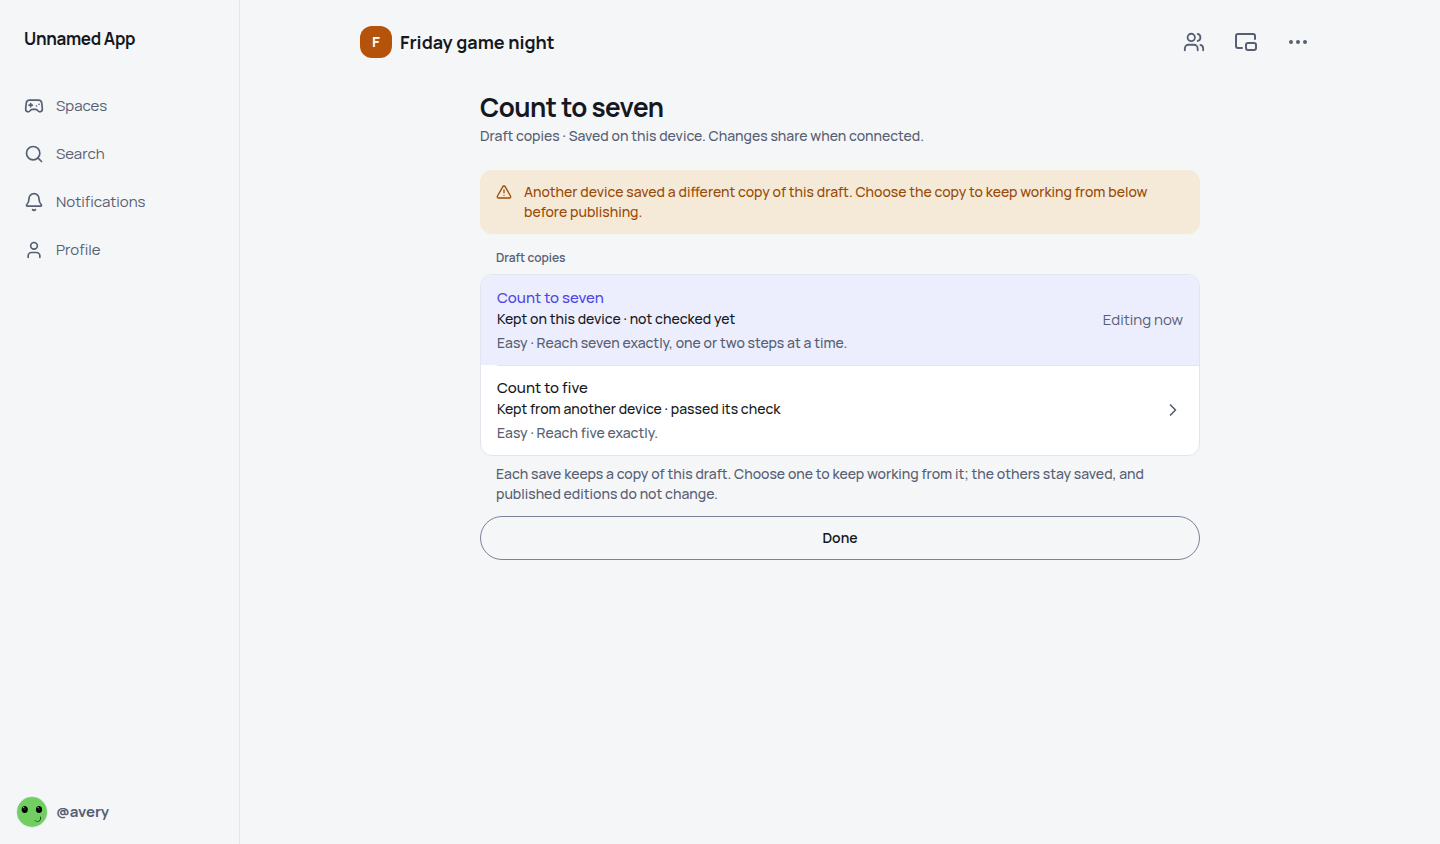 Unnamed App
Spaces
Search
Notifications
Profile
@avery
F
Friday game night
Count to seven
Draft copies · Saved on this device. Changes share when connected.
Another device saved a different copy of this draft. Choose the copy to keep working from below
before publishing.
Draft copies
Count to seven
Kept on this device · not checked yet
Editing now
Easy · Reach seven exactly, one or two steps at a time.
Count to five
Kept from another device · passed its check
Easy · Reach five exactly.
Each save keeps a copy of this draft. Choose one to keep working from it; the others stay saved, and
published editions do not change.
Done